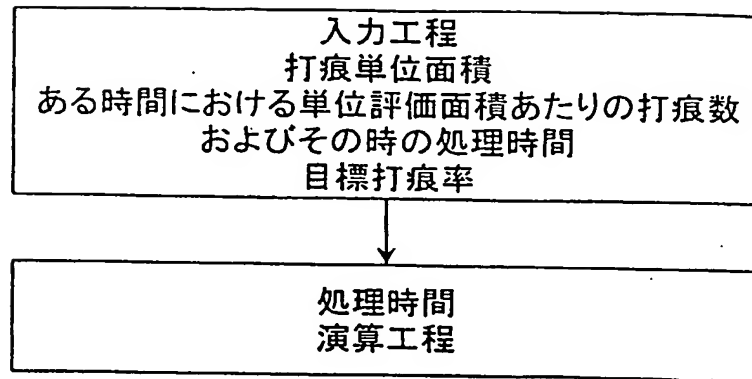 入力工程
打痕単位面積
ある時間における単位評価面積あたりの打痕数
およびその時の処理時間
目標打痕率
処理時間
演算工程